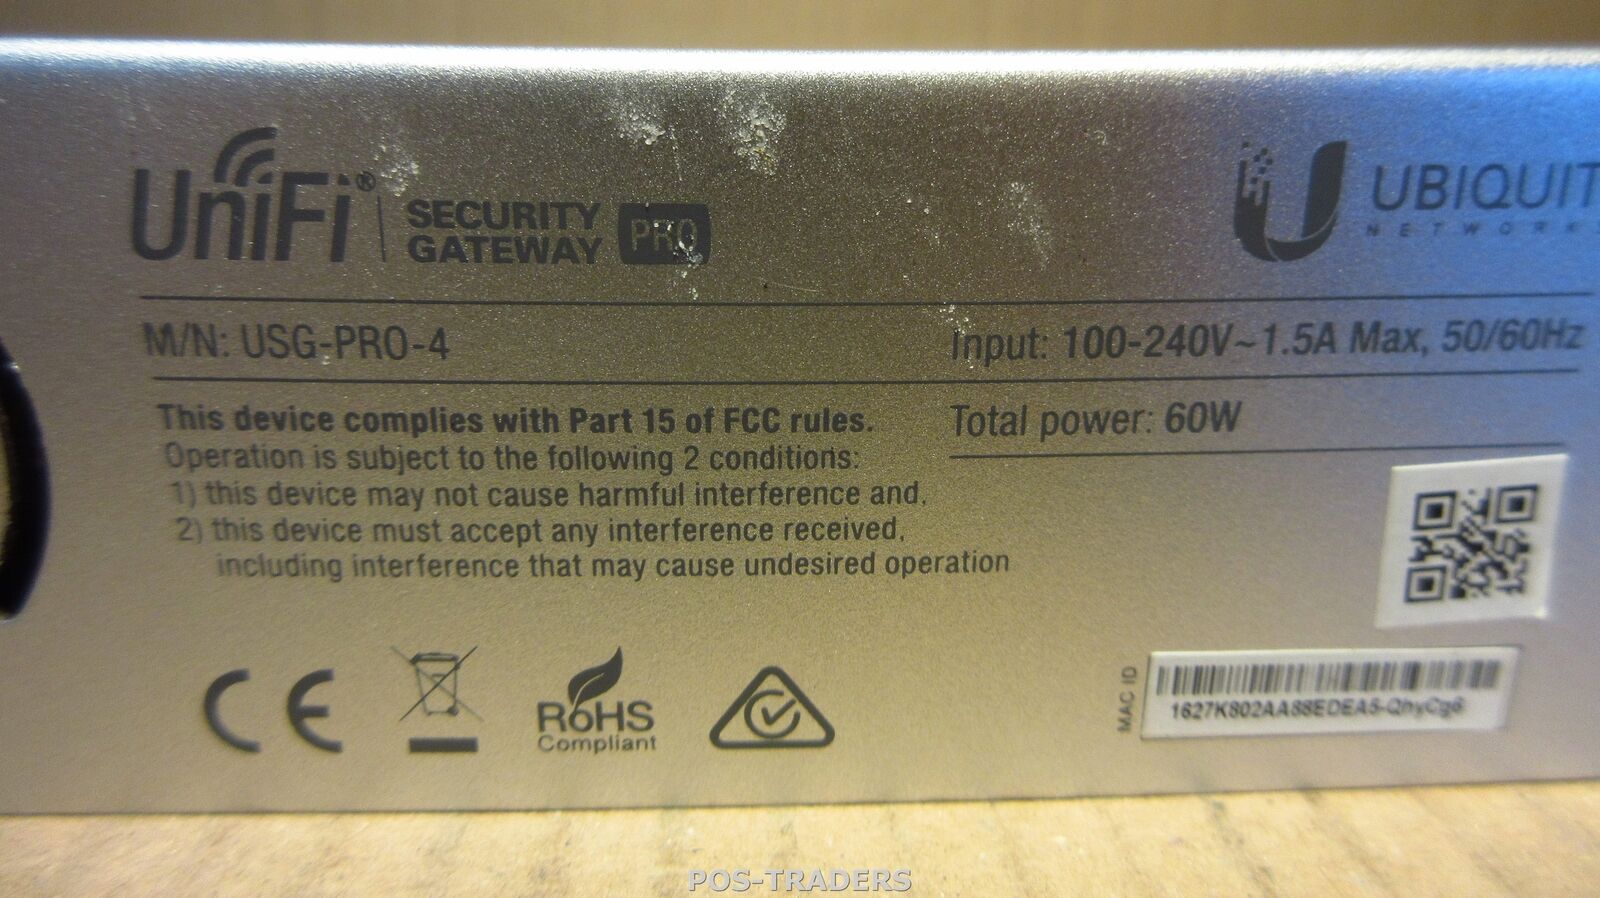 UniFi® SECURITY GATEWAY PRO
UBIQUIT
NETWORK
M/N: USG-PRO-4
Input: 100-240V~1.5A Max, 50/60Hz
This device complies with Part 15 of FCC rules.
Total power: 60W
Operation is subject to the following 2 conditions:
1) this device may not cause harmful interference and,
2) this device must accept any interference received,
including interference that may cause undesired operation
CE
RoHS
Compliant
MAC ID
1627K802AA88EDEA5-QhyCg6
POS-TRADERS